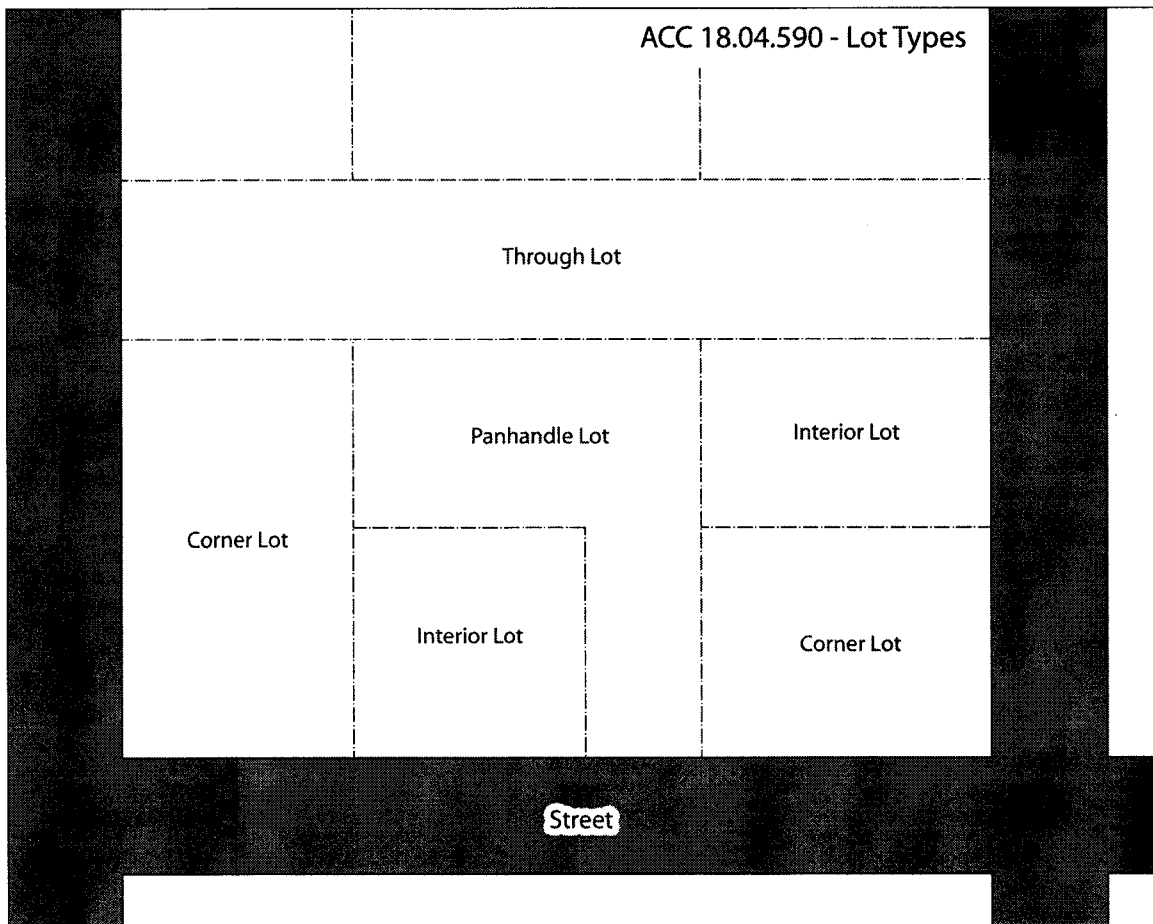 ACC 18.04.590 - Lot Types
Through Lot
Panhandle Lot
Interior Lot
Corner Lot
Interior Lot
Corner Lot
Street